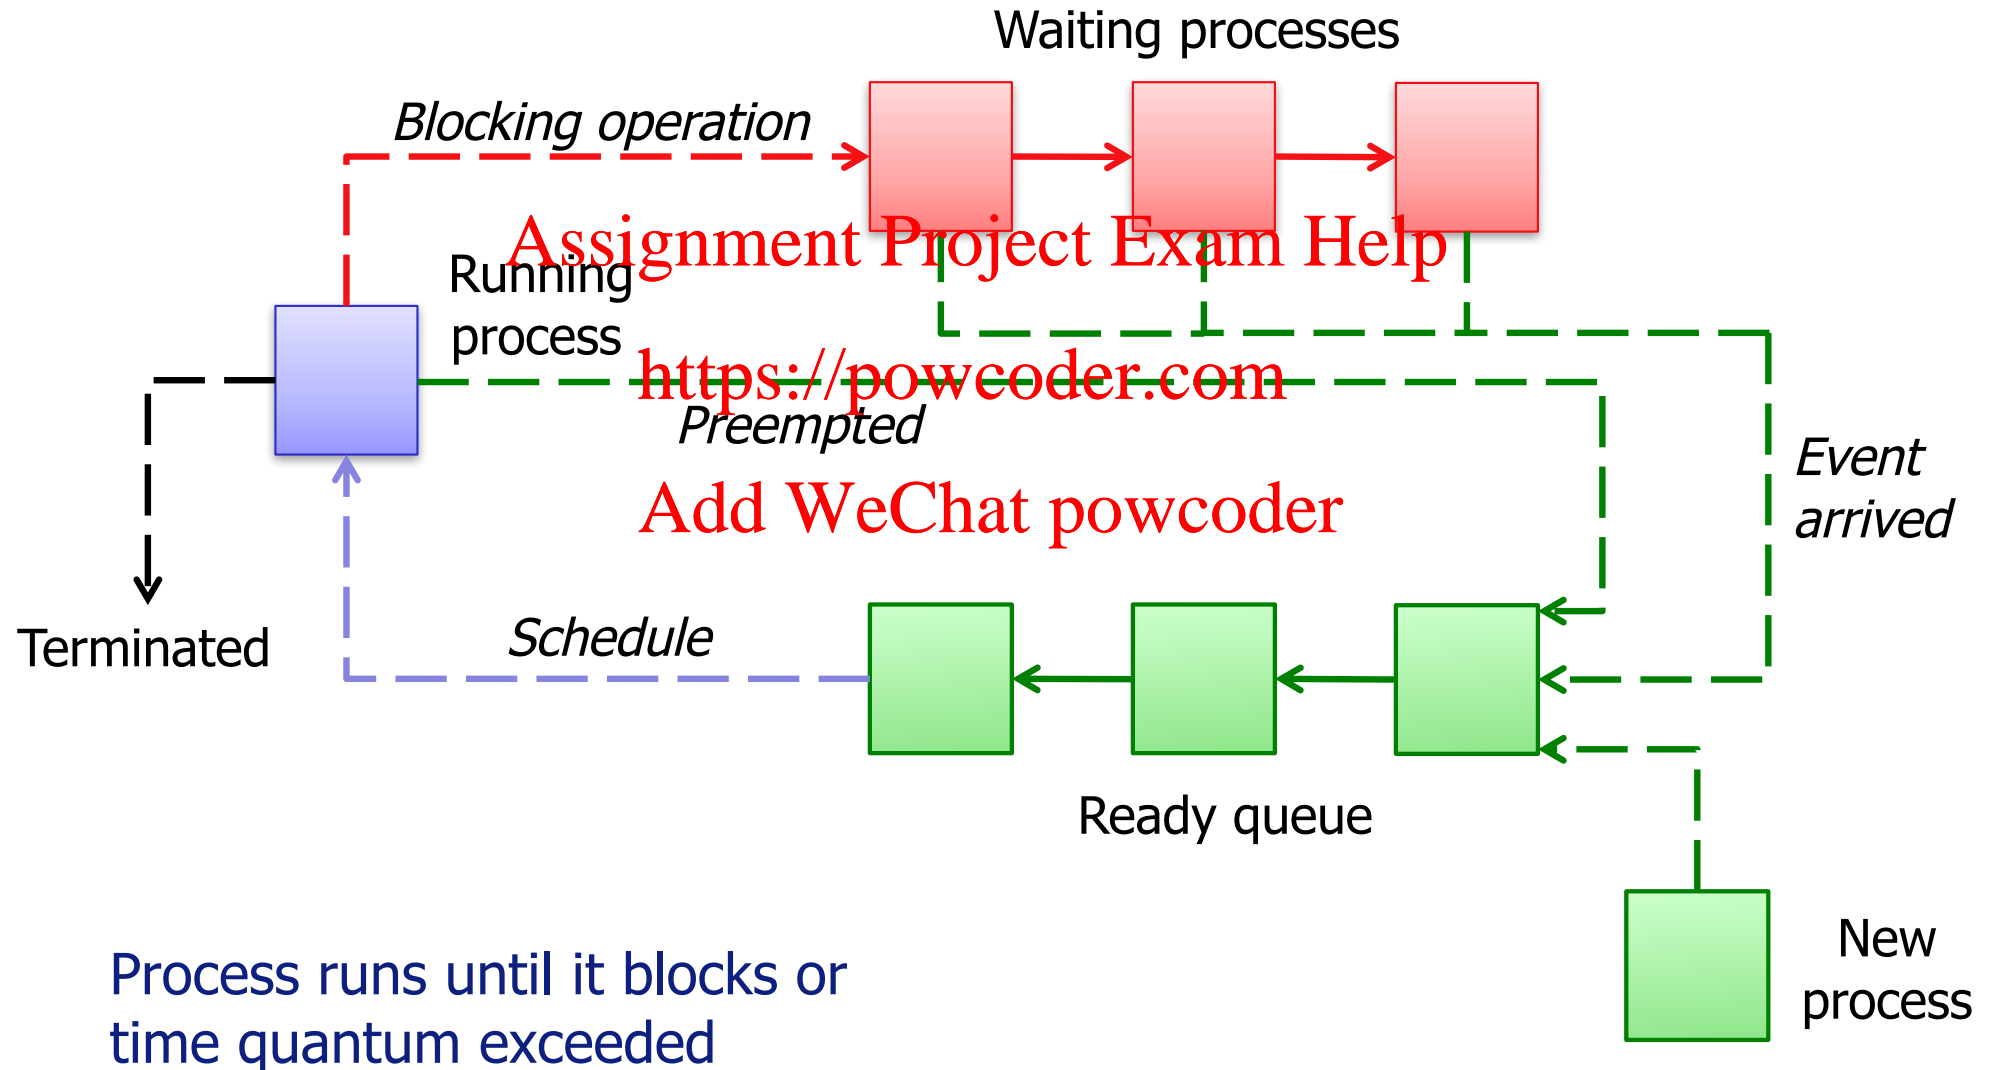 Waiting processes
Blocking operation
Assignment Project Exam Help
Running
process
https://powcoder.com
Preempted
Event
arrived
Add WeChat powcoder
Schedule
Terminated
Ready queue
New
process
Process runs until it blocks or
time quantum exceeded